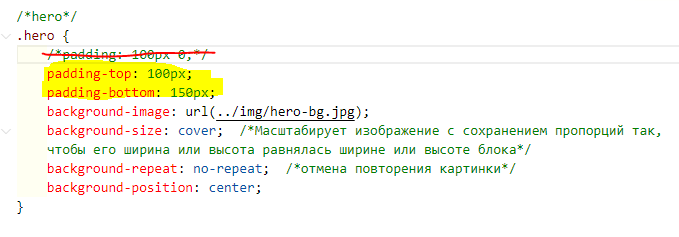 /*hero*/
.hero {
/*padding: 100px 0,*/
padding-top: 100px;
padding-bottom: 150px;
background-image: url(../img/hero-bg.jpg);
background-size: cover;  /*Масштабирует изображение с сохранением пропорций так,
чтобы его ширина или высота равнялась ширине или высоте блока*/
background-repeat: no-repeat;  /*отмена повторения картинки*/
background-position: center;
}